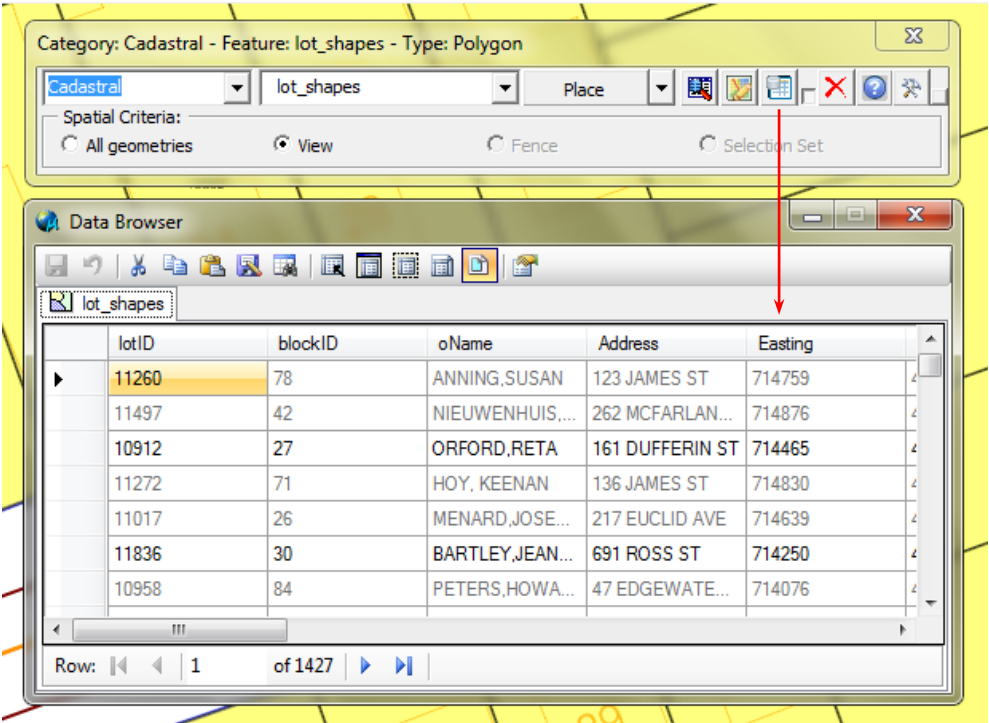 Category: Cadastral - Feature: lot_shapes - Type: Polygon
Cadastral lot_shapes Place
Spatial Criteria:
All geometries View Fence Selection Set
Data Browser
lot_shapes
lotID blockID oName Address Easting
11260 78 ANNING,SUSAN 123 JAMES ST 714759
11497 42 NIEUWENHUIS,... 262 MCFARLAN... 714876
10912 27 ORFORD,RETA 161 DUFFERIN ST 714465
11272 71 HOY, KEENAN 136 JAMES ST 714830
11017 26 MENARD,JOSE... 217 EUCLID AVE 714639
11836 30 BARTLEY,JEAN... 691 ROSS ST 714250
10958 84 PETERS,HOWA... 47 EDGEWATE... 714076
Row: 1 of 1427